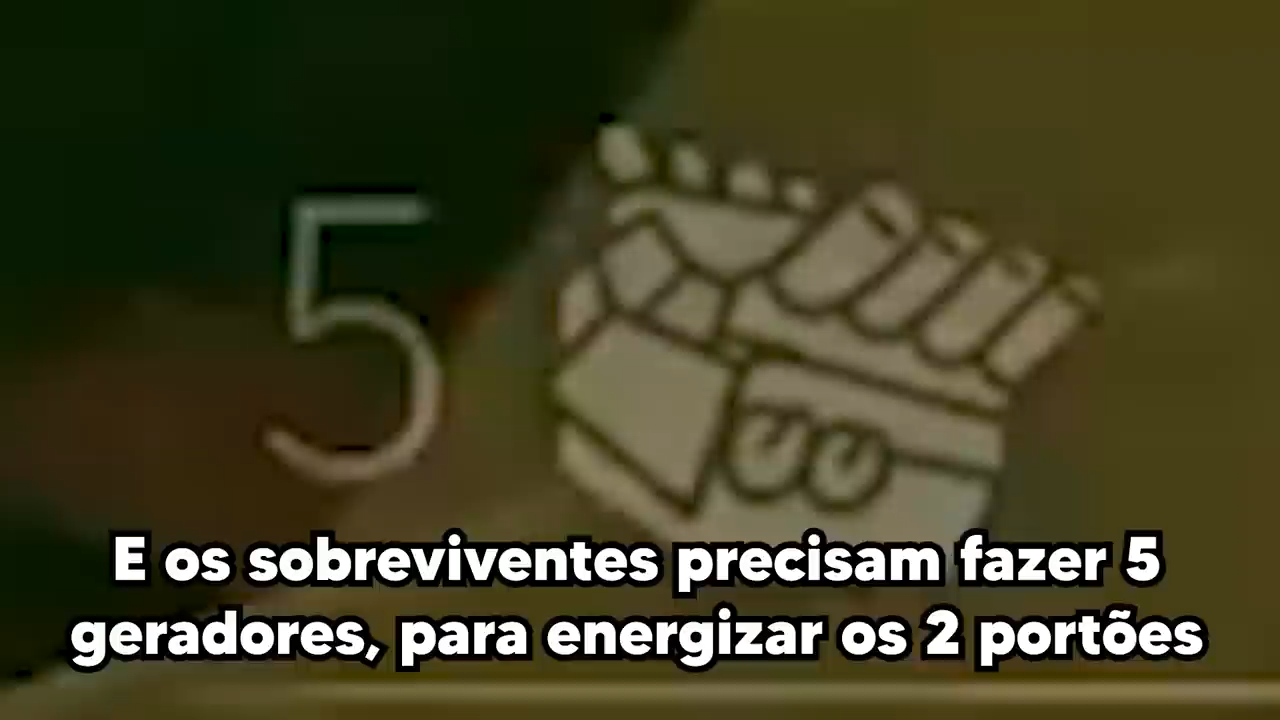 5
E os sobreviventes precisam fazer 5
geradores, para energizar os 2 portões